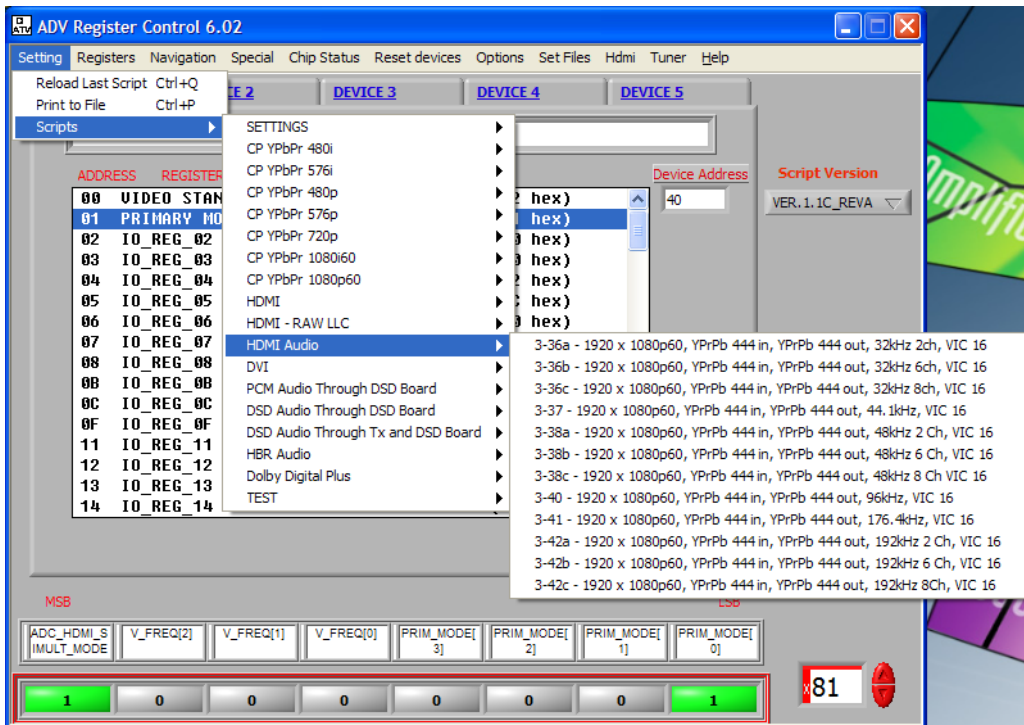 ADV Register Control 6.02
Setting Registers Navigation Special Chip Status Reset devices Options Set Files Hdmi Tuner Help
Reload Last Script Ctrl+Q
Print to File Ctrl+P
Scripts
CE 2 DEVICE 3 DEVICE 4 DEVICE 5
SETTINGS
CP YPbPr 480i
CP YPbPr 576i
CP YPbPr 480p
CP YPbPr 576p
CP YPbPr 720p
CP YPbPr 1080i60
CP YPbPr 1080p60
HDMI
HDMI - RAW LLC
HDMI Audio
DVI
PCM Audio Through DSD Board
DSD Audio Through DSD Board
DSD Audio Through Tx and DSD Board
HBR Audio
Dolby Digital Plus
TEST
ADDRESS REGISTER
00 VIDEO STAN hex)
01 PRIMARY MO
02 IO_REG_02 hex)
03 IO_REG_03 hex)
04 IO_REG_04 hex)
05 IO_REG_05 hex)
06 IO_REG_06 hex)
07 IO_REG_07
08 IO_REG_08
0B IO_REG_0B
0C IO_REG_0C
0F IO_REG_0F
11 IO_REG_11
12 IO_REG_12
13 IO_REG_13
14 IO_REG_14
Device Address
40
Script Version
VER.1.1C_REVA
3-36a - 1920 x 1080p60, YPrPb 444 in, YPrPb 444 out, 32kHz 2ch, VIC 16
3-36b - 1920 x 1080p60, YPrPb 444 in, YPrPb 444 out, 32kHz 6ch, VIC 16
3-36c - 1920 x 1080p60, YPrPb 444 in, YPrPb 444 out, 32kHz 8ch, VIC 16
3-37 - 1920 x 1080p60, YPrPb 444 in, YPrPb 444 out, 44.1kHz, VIC 16
3-38a - 1920 x 1080p60, YPrPb 444 in, YPrPb 444 out, 48kHz 2 Ch, VIC 16
3-38b - 1920 x 1080p60, YPrPb 444 in, YPrPb 444 out, 48kHz 6 Ch, VIC 16
3-38c - 1920 x 1080p60, YPrPb 444 in, YPrPb 444 out, 48kHz 8 Ch VIC 16
3-40 - 1920 x 1080p60, YPrPb 444 in, YPrPb 444 out, 96kHz, VIC 16
3-41 - 1920 x 1080p60, YPrPb 444 in, YPrPb 444 out, 176.4kHz, VIC 16
3-42a - 1920 x 1080p60, YPrPb 444 in, YPrPb 444 out, 192kHz 2 Ch, VIC 16
3-42b - 1920 x 1080p60, YPrPb 444 in, YPrPb 444 out, 192kHz 6 Ch, VIC 16
3-42c - 1920 x 1080p60, YPrPb 444 in, YPrPb 444 out, 192kHz 8Ch, VIC 16
MSB LSB
ADC_HDMI_S V_FREQ[2] V_FREQ[1] V_FREQ[0] PRIM_MODE[ PRIM_MODE[ PRIM_MODE[ PRIM_MODE[
IMULT_MODE 3] 2] 1] 0]
1 0 0 0 0 0 0 1
x81
Amplifie